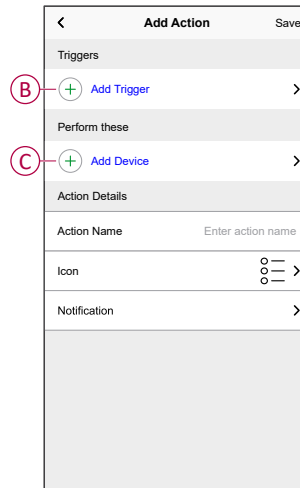 Add Action Save
Triggers
B Add Trigger
Perform these
C Add Device
Action Details
Action Name Enter action name
Icon
Notification